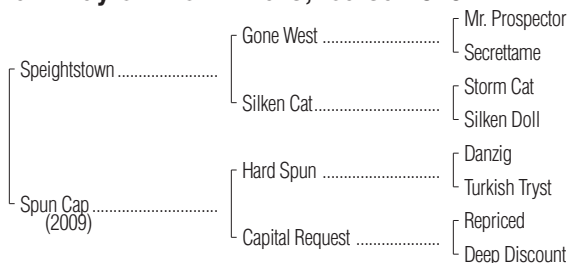 Gone West
Mr. Prospector
Secrettame
Speightstown
Silken Cat
Storm Cat
Silken Doll
Hard Spun
Danzig
Turkish Tryst
Spun Cap
(2009)
Capital Request
Repriced
Deep Discount